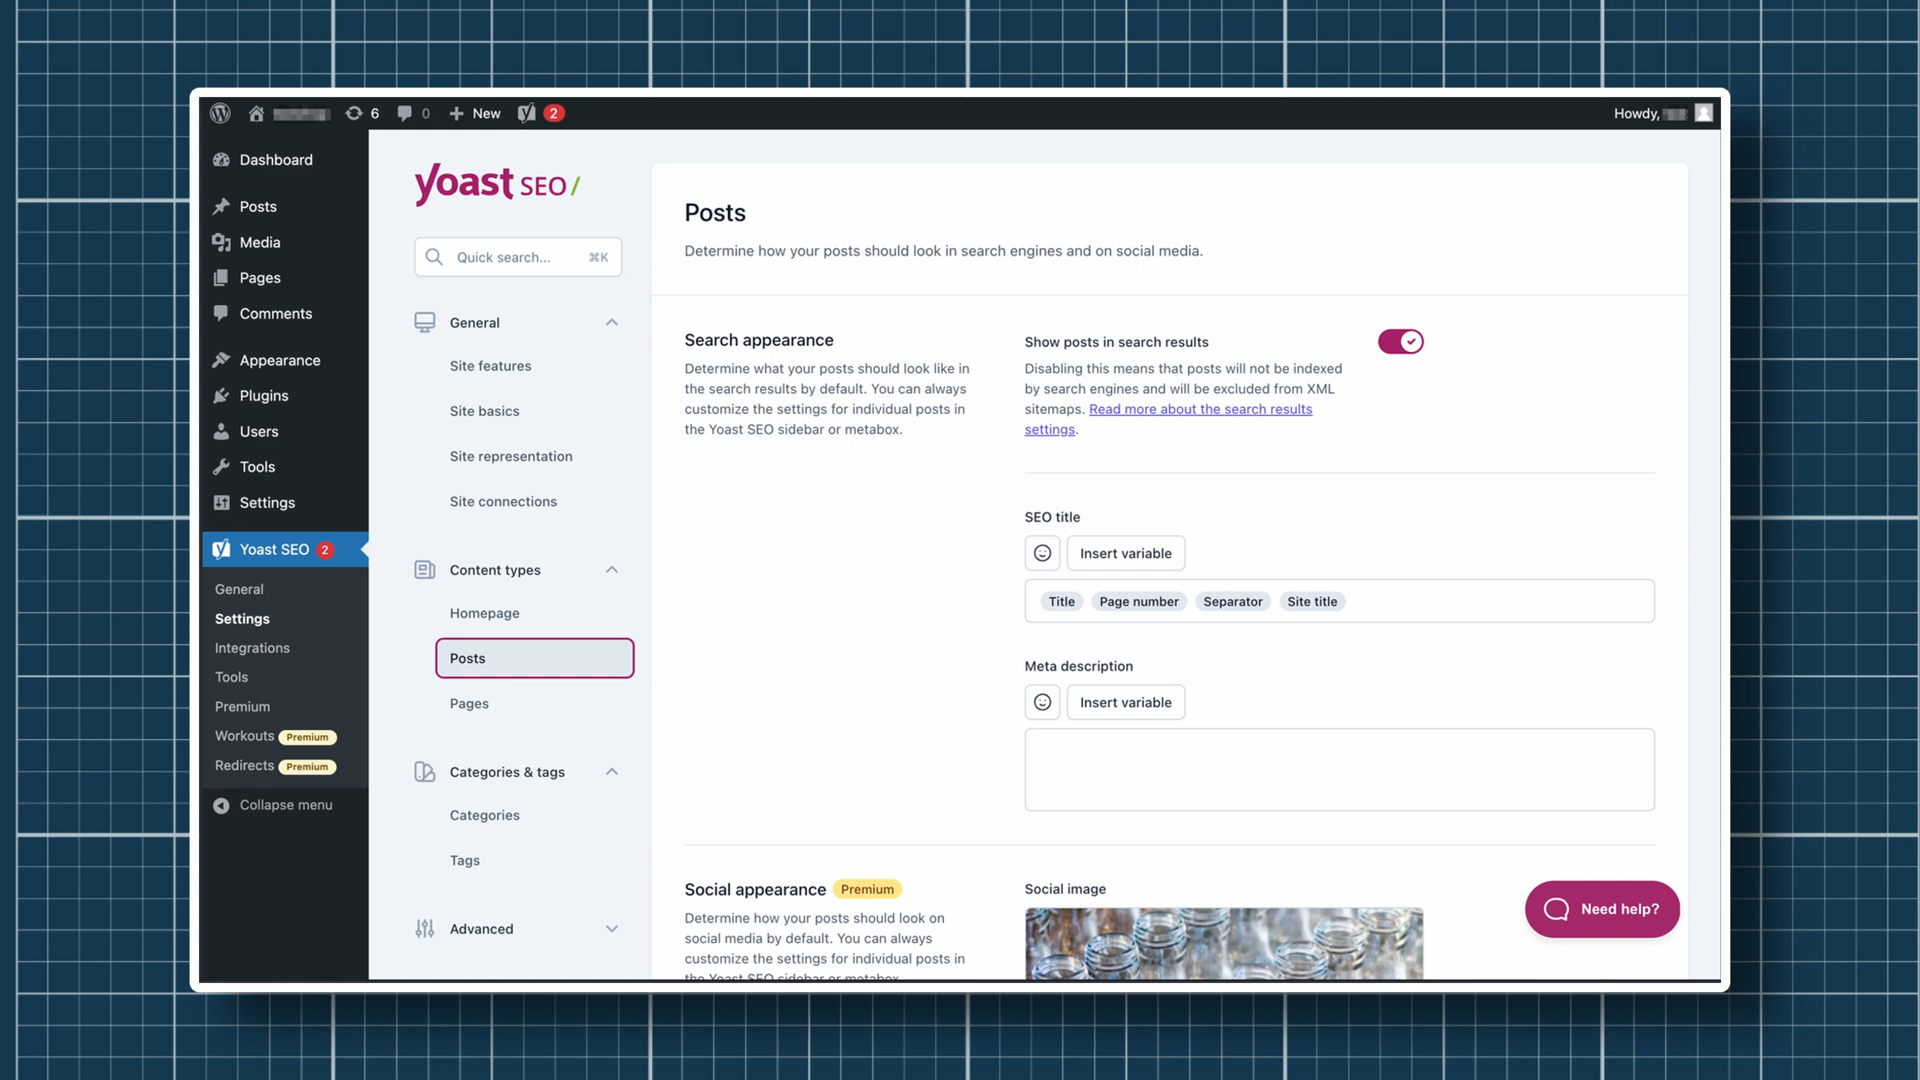 6
0
New
2
Howdy,
Dashboard
Posts
Media
Pages
Comments
Appearance
Plugins
Users
Tools
Settings
Yoast SEO 2
General
Settings
Integrations
Tools
Premium
Workouts Premium
Redirects Premium
Collapse menu
yoast SEO/
Quick search... ⌘K
General
Site features
Site basics
Site representation
Site connections
Content types
Homepage
Posts
Pages
Categories & tags
Categories
Tags
Advanced
Posts
Determine how your posts should look in search engines and on social media.
Search appearance
Determine what your posts should look like in
the search results by default. You can always
customize the settings for individual posts in
the Yoast SEO sidebar or metabox.
Show posts in search results
Disabling this means that posts will not be indexed
by search engines and will be excluded from XML
sitemaps. Read more about the search results
settings.
SEO title
Insert variable
Title Page number Separator Site title
Meta description
Insert variable
Social appearance Premium
Determine how your posts should look on
social media by default. You can always
customize the settings for individual posts in
the Yoast SEO sidebar or metabox.
Social image
Need help?